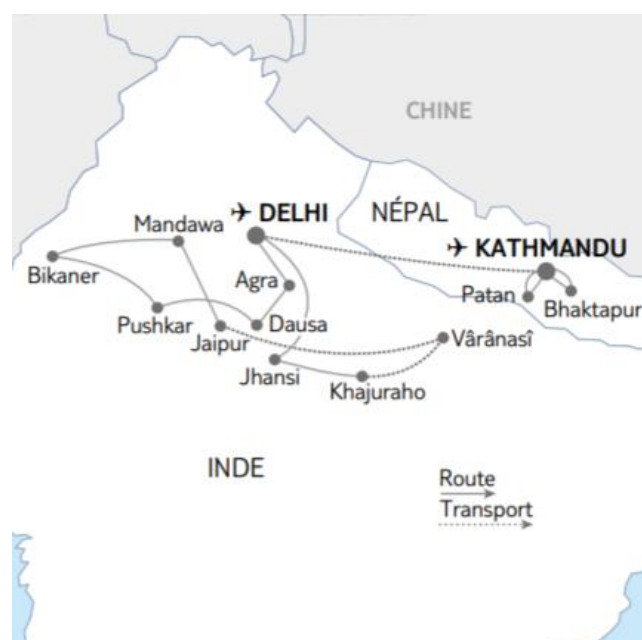 CHINE
DELHI
NÉPAL
Mandawa
KATHMANDU
Bikaner
Agra
Patan
Bhaktapur
Pushkar
Dausa
Jaipur
Vârânasî
Jhansi
Khajuraho
INDE
Route
Transport